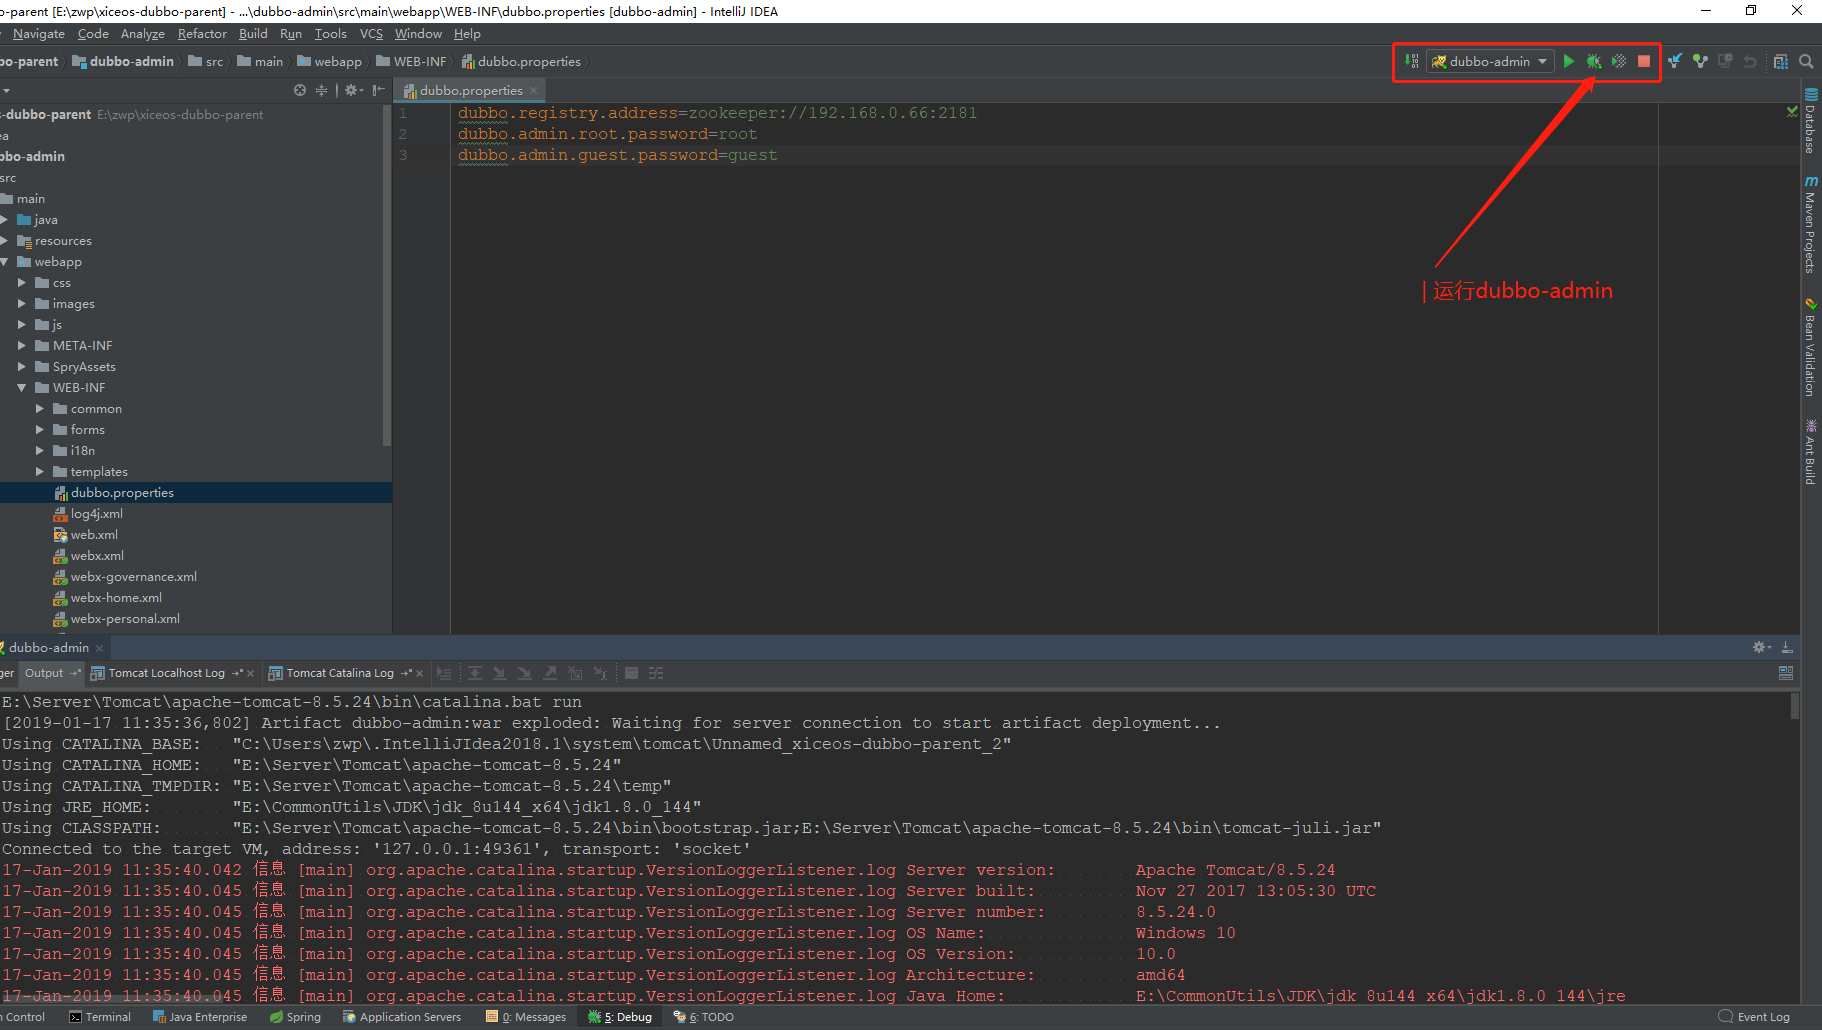 o-parent [E:\zwp\xiceos-dubbo-parent] - ...\dubbo-admin\src\main\webapp\WEB-INF\dubbo.properties [dubbo-admin] - IntelliJ IDEA
Navigate Code Analyze Refactor Build Run Tools VCS Window Help
bo-parent dubbo-admin src main webapp WEB-INF dubbo.properties
dubbo-admin
dubbo.properties
s-dubbo-parent E:\zwp\xiceos-dubbo-parent
ea
bbo-admin
src
main
java
resources
webapp
css
images
js
META-INF
SpryAssets
WEB-INF
common
forms
i18n
templates
dubbo.properties
log4j.xml
web.xml
webx.xml
webx-governance.xml
webx-home.xml
webx-personal.xml
1 dubbo.registry.address=zookeeper://192.168.0.66:2181
2 dubbo.admin.root.password=root
3 dubbo.admin.guest.password=guest
| 运行dubbo-admin
Database
Maven Projects
Bean Validation
Ant Build
dubbo-admin
ger Output Tomcat Localhost Log Tomcat Catalina Log
E:\Server\Tomcat\apache-tomcat-8.5.24\bin\catalina.bat run
[2019-01-17 11:35:36,802] Artifact dubbo-admin:war exploded: Waiting for server connection to start artifact deployment...
Using CATALINA_BASE: "C:\Users\zwp\.IntelliJIdea2018.1\system\tomcat\Unnamed_xiceos-dubbo-parent_2"
Using CATALINA_HOME: "E:\Server\Tomcat\apache-tomcat-8.5.24"
Using CATALINA_TMPDIR: "E:\Server\Tomcat\apache-tomcat-8.5.24\temp"
Using JRE_HOME: "E:\CommonUtils\JDK\jdk_8u144_x64\jdk1.8.0_144"
Using CLASSPATH: "E:\Server\Tomcat\apache-tomcat-8.5.24\bin\bootstrap.jar;E:\Server\Tomcat\apache-tomcat-8.5.24\bin\tomcat-juli.jar"
Connected to the target VM, address: '127.0.0.1:49361', transport: 'socket'
17-Jan-2019 11:35:40.042 信息 [main] org.apache.catalina.startup.VersionLoggerListener.log Server version: Apache Tomcat/8.5.24
17-Jan-2019 11:35:40.045 信息 [main] org.apache.catalina.startup.VersionLoggerListener.log Server built: Nov 27 2017 13:05:30 UTC
17-Jan-2019 11:35:40.045 信息 [main] org.apache.catalina.startup.VersionLoggerListener.log Server number: 8.5.24.0
17-Jan-2019 11:35:40.045 信息 [main] org.apache.catalina.startup.VersionLoggerListener.log OS Name: Windows 10
17-Jan-2019 11:35:40.045 信息 [main] org.apache.catalina.startup.VersionLoggerListener.log OS Version: 10.0
17-Jan-2019 11:35:40.045 信息 [main] org.apache.catalina.startup.VersionLoggerListener.log Architecture: amd64
17-Jan-2019 11:35:40.045 信息 [main] org.apache.catalina.startup.VersionLoggerListener.log Java Home: E:\CommonUtils\JDK\jdk_8u144_x64\jdk1.8.0_144\jre
n Control Terminal Java Enterprise Spring Application Servers 0: Messages 5: Debug 6: TODO Event Log